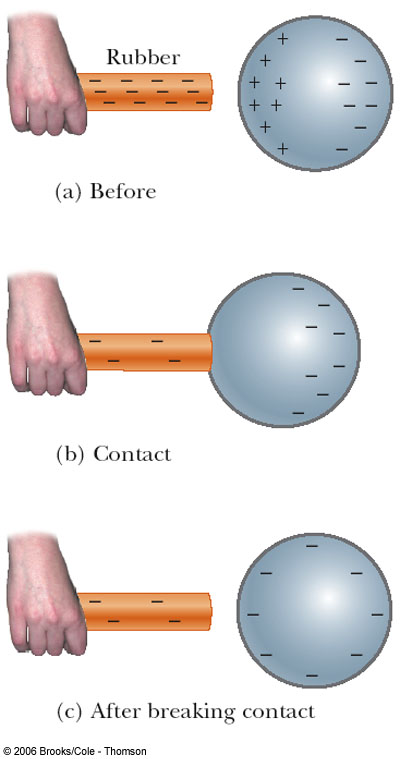 Rubber
(a) Before
(b) Contact
(c) After breaking contact
© 2006 Brooks/Cole - Thomson